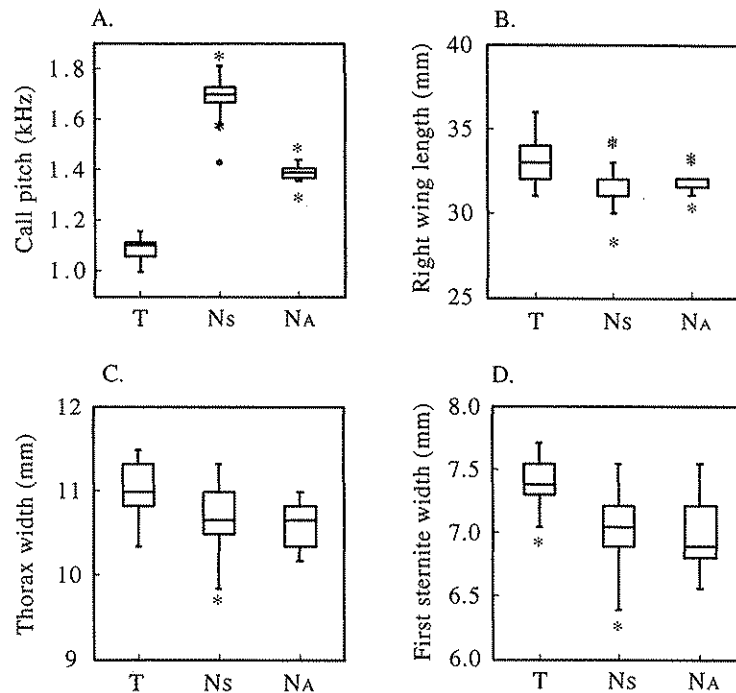 A.
Call pitch (kHz)
1.8
1.6
1.4
1.2
1.0
*
*
*
*
T NS NA
B.
Right wing length (mm)
40
35
30
25
*
*
*
*
T NS NA
C.
Thorax width (mm)
12
11
10
9
*
T NS NA
D.
First sternite width (mm)
8.0
7.5
7.0
6.5
6.0
*
*
T NS NA